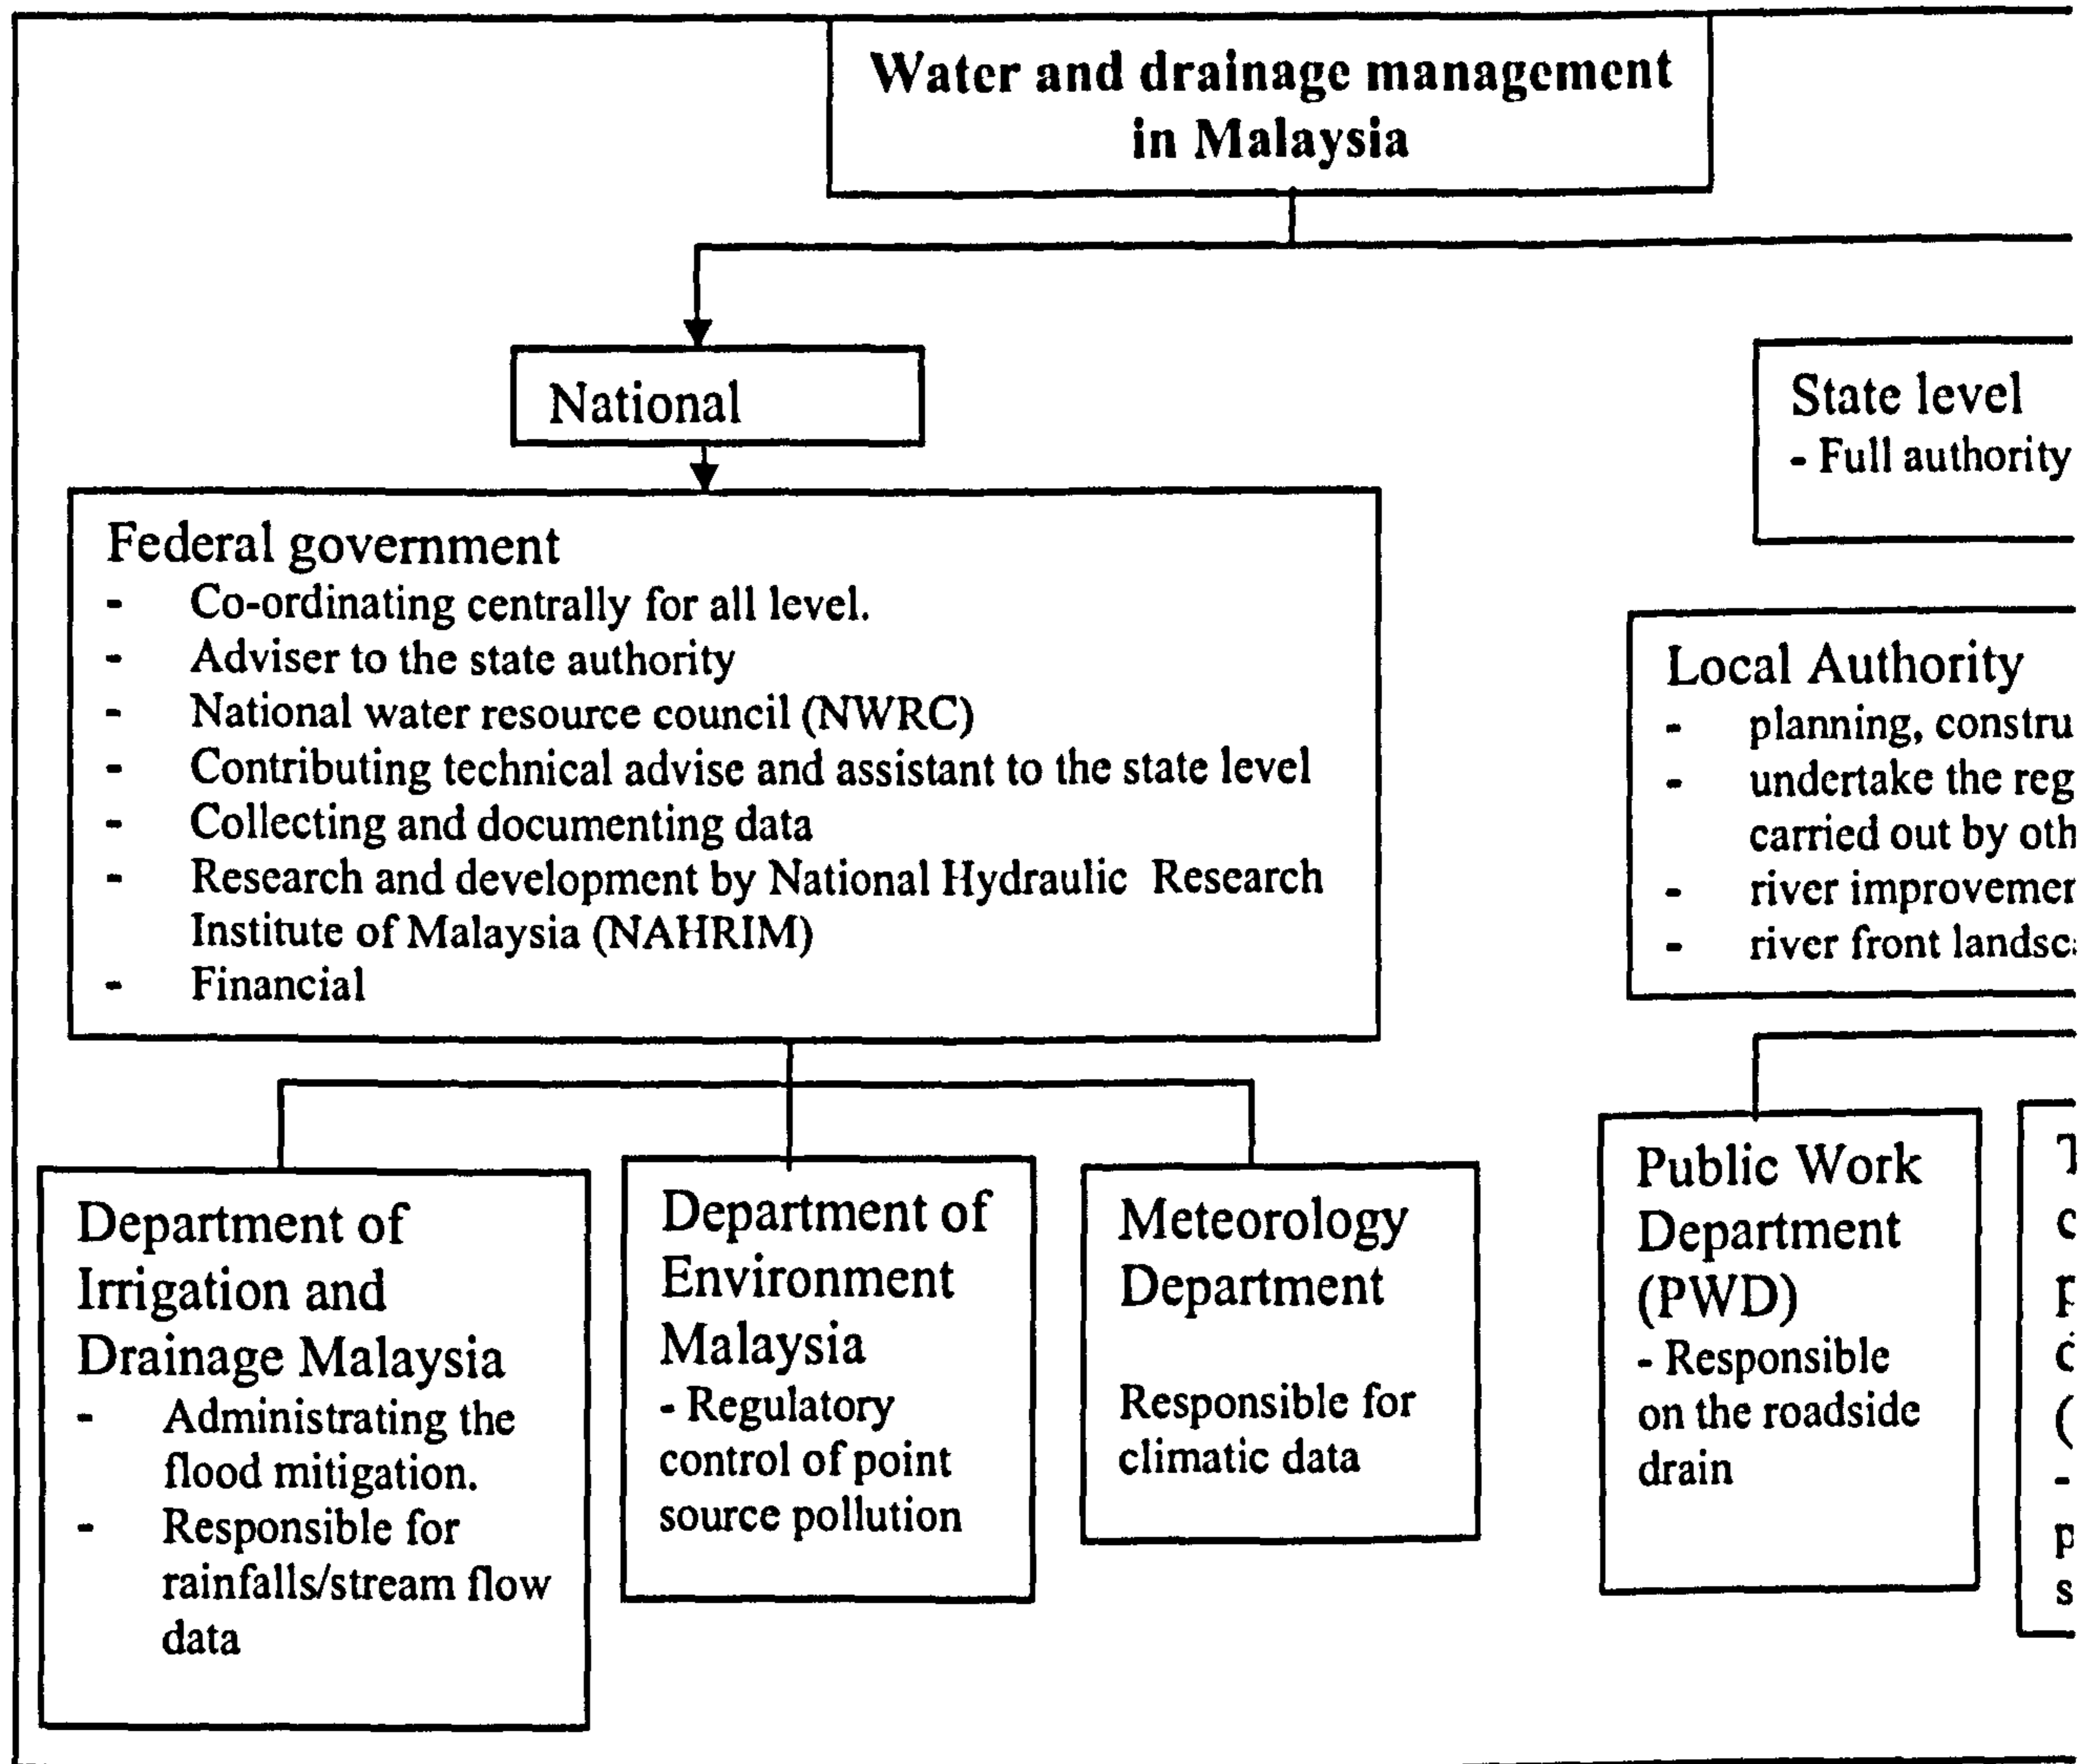 Water and drainage management
in Malaysia
National
Federal government
- Co-ordinating centrally for all level.
- Adviser to the state authority
- National water resource council (NWRC)
- Contributing technical advise and assistant to the state level
- Collecting and documenting data
- Research and development by National Hydraulic Research
Institute of Malaysia (NAHRIM)
- Financial
Department of
Irrigation and
Drainage Malaysia
- Administrating the
flood mitigation.
- Responsible for
rainfalls/stream flow
data
Department of
Environment
Malaysia
- Regulatory
control of point
source pollution
Meteorology
Department
Responsible for
climatic data
State level
- Full authority
Local Authority
- planning, constru
- undertake the reg
carried out by oth
- river
- river front landsc
Public Work
Department
(PWD)
- Responsible
on the roadside
drain